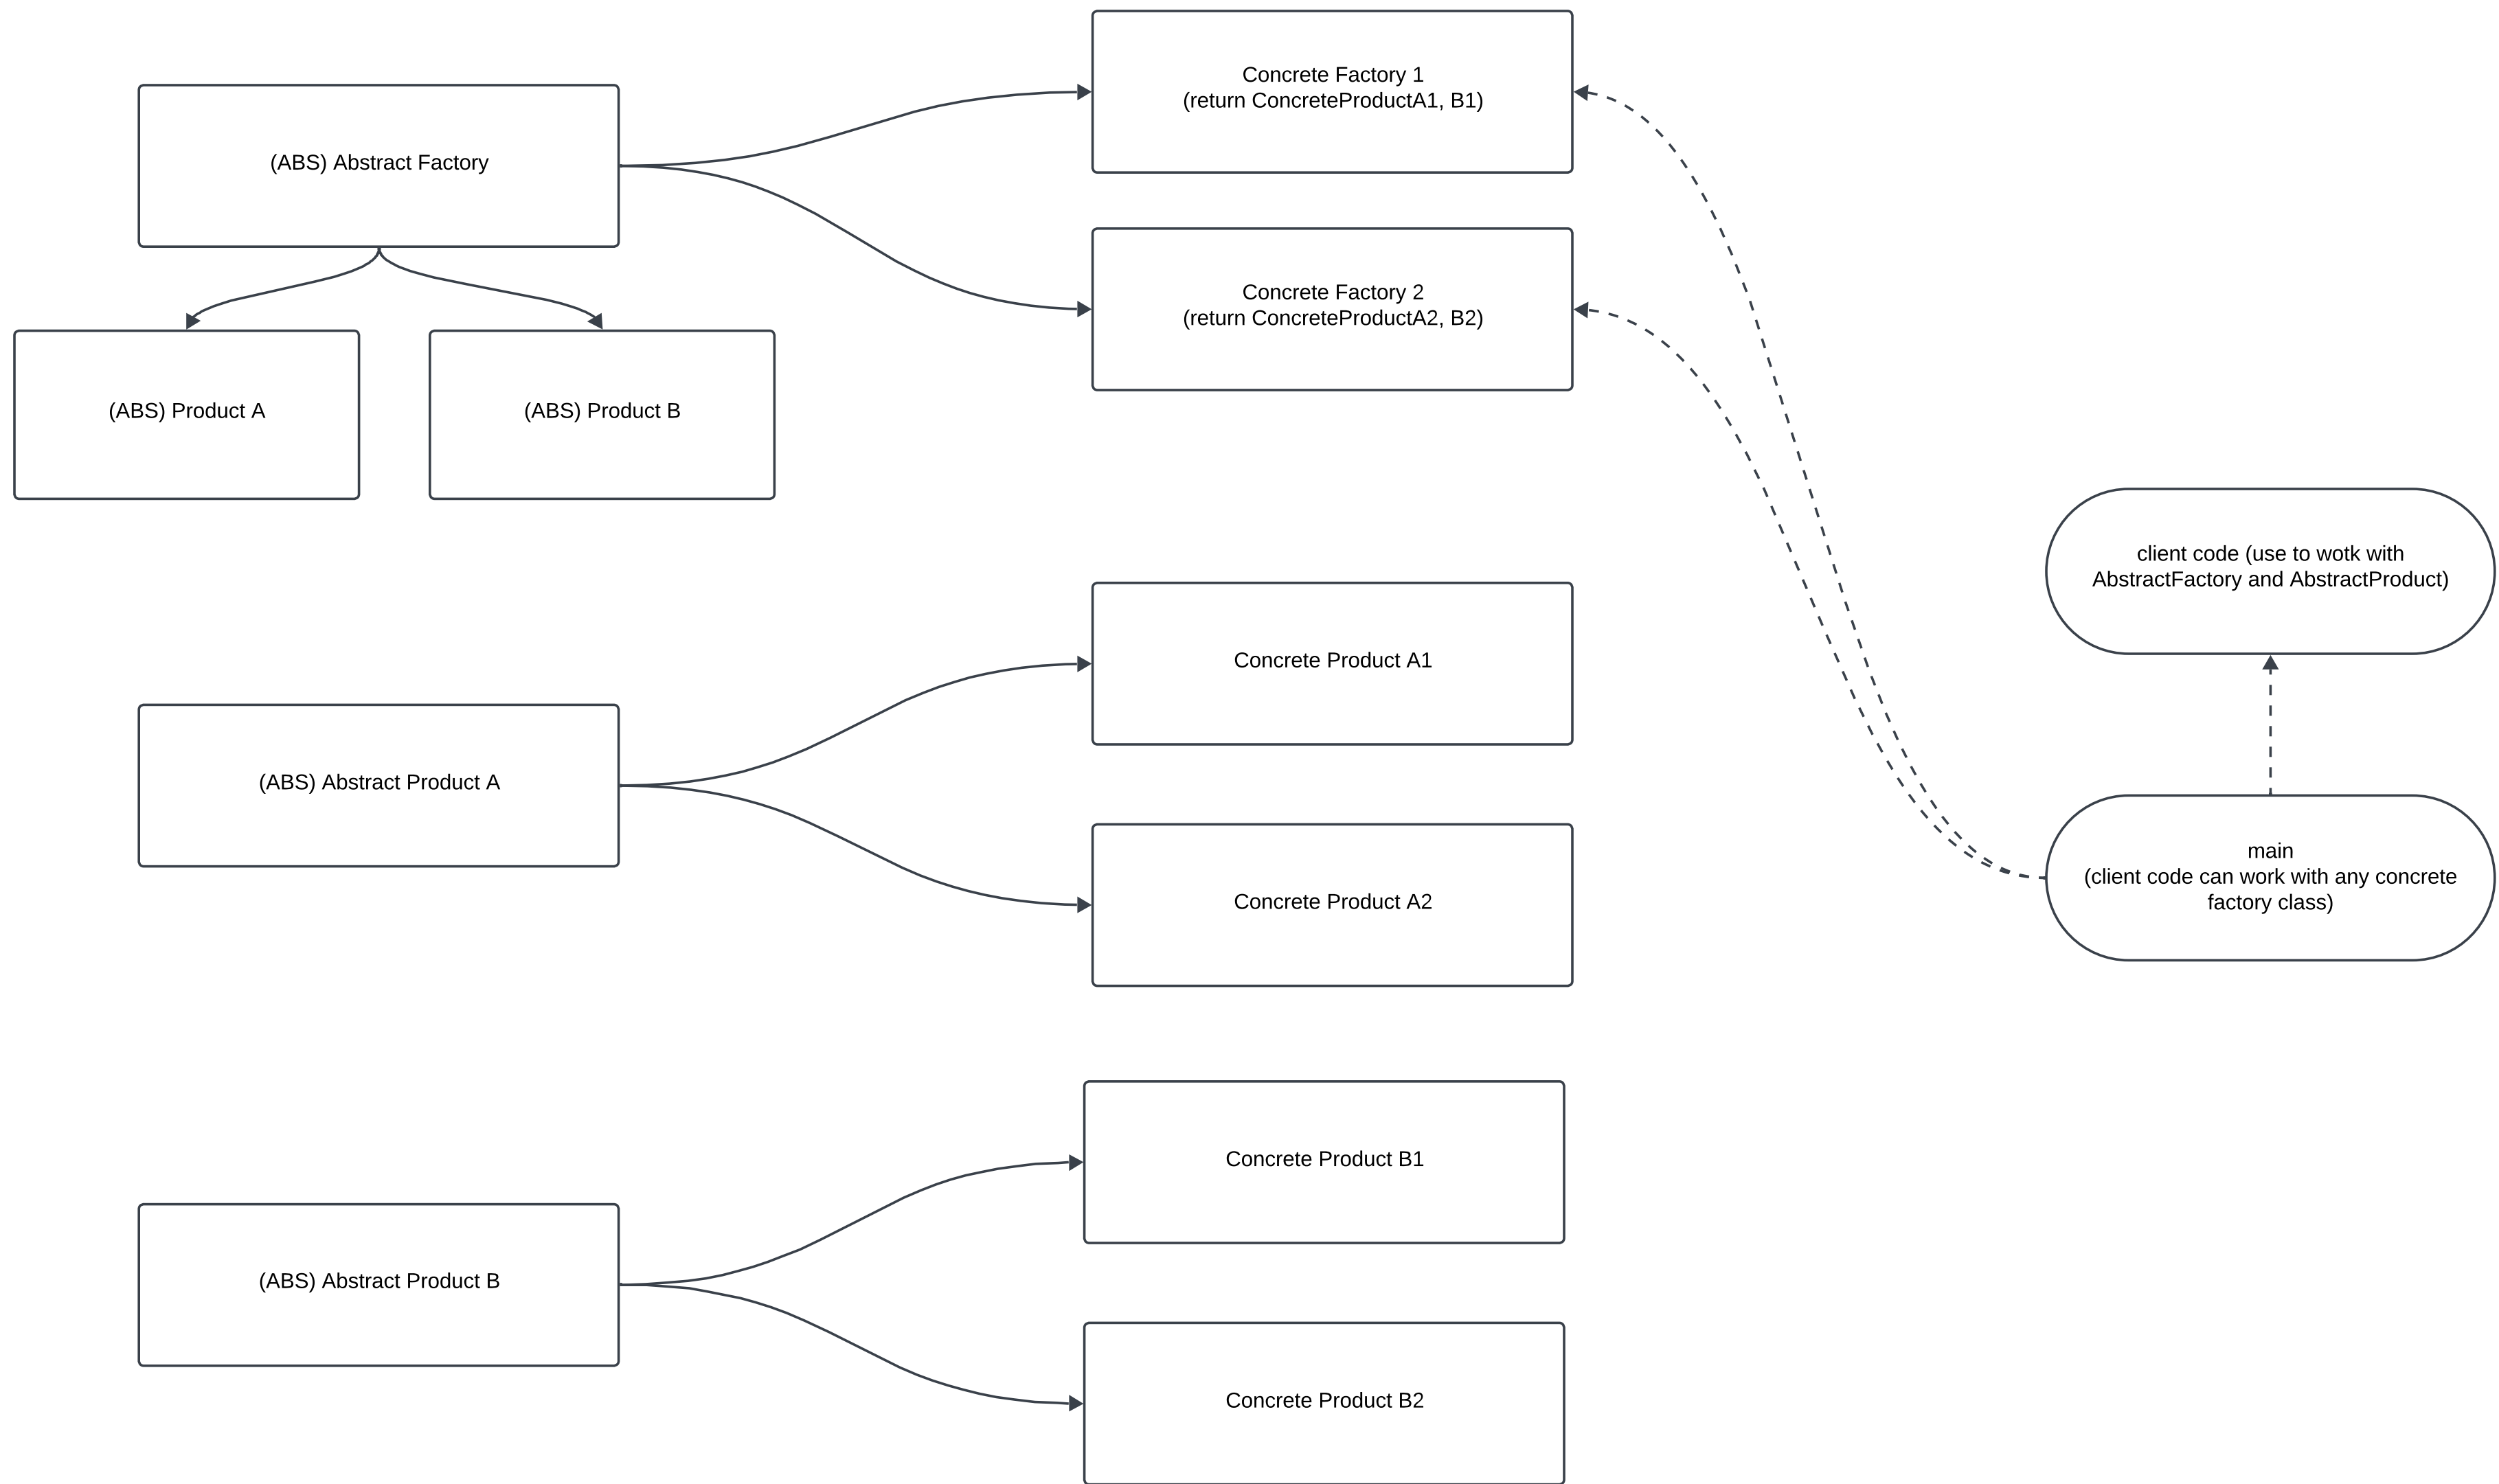 Concrete Factory 1
(return ConcreteProductA1, B1)
(ABS) Abstract Factory
Concrete Factory 2
(return ConcreteProductA2, B2)
(ABS) Product A
(ABS) Product B
client code (use to wotk with
AbstractFactory and AbstractProduct)
Concrete Product A1
(ABS) Abstract Product A
main
(client code can work with any concrete
factory class)
Concrete Product A2
Concrete Product B1
(ABS) Abstract Product B
Concrete Product B2